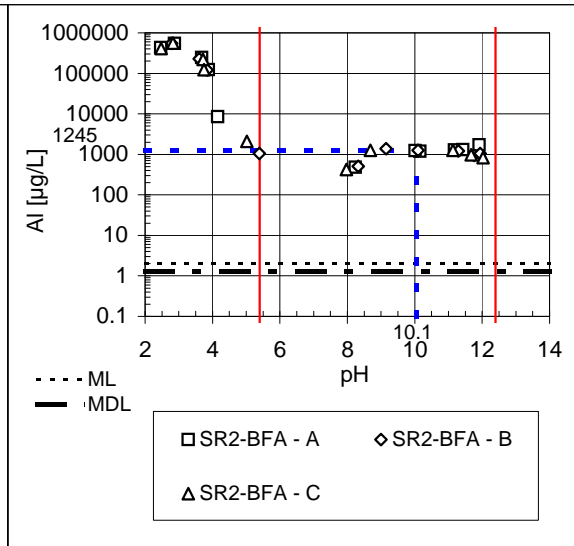 1000000
100000
10000
1245
1000
100
10
1
0.1
Al [µg/L]
2 4 6 8 10 12 14
10.1
pH
ML
MDL
SR2-BFA - A SR2-BFA - B
SR2-BFA - C